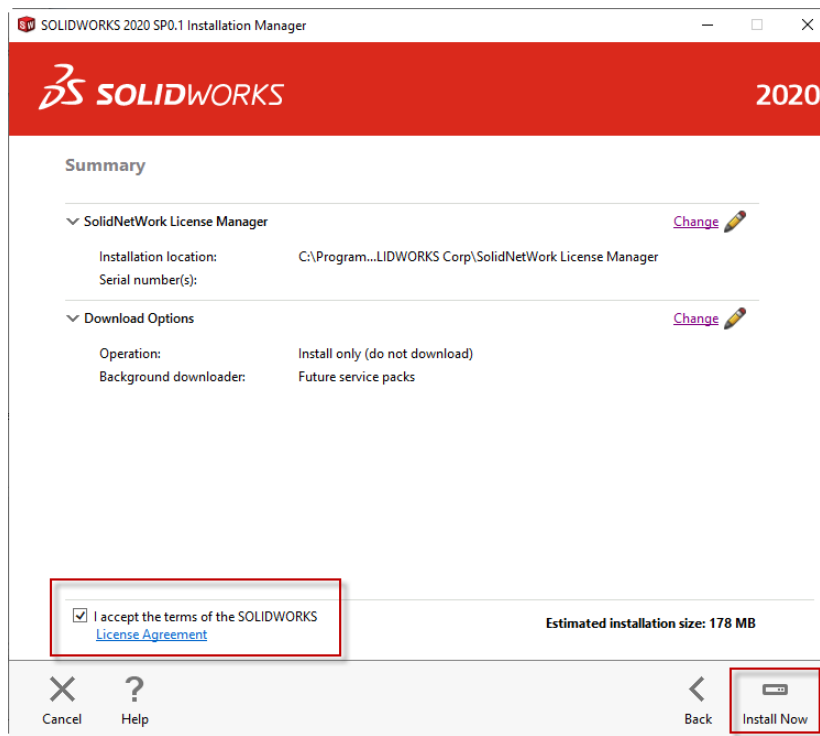 SOLIDWORKS 2020 SP0.1 Installation Manager
SOLIDWORKS
2020
Summary
SolidNetWork License Manager
Change
Installation location: C:\Program...LIDWORKS Corp\SolidNetWork License Manager
Serial number(s):
Download Options
Change
Operation: Install only (do not download)
Background downloader: Future service packs
I accept the terms of the SOLIDWORKS
License Agreement
Estimated installation size: 178 MB
Cancel
Help
Back
Install Now